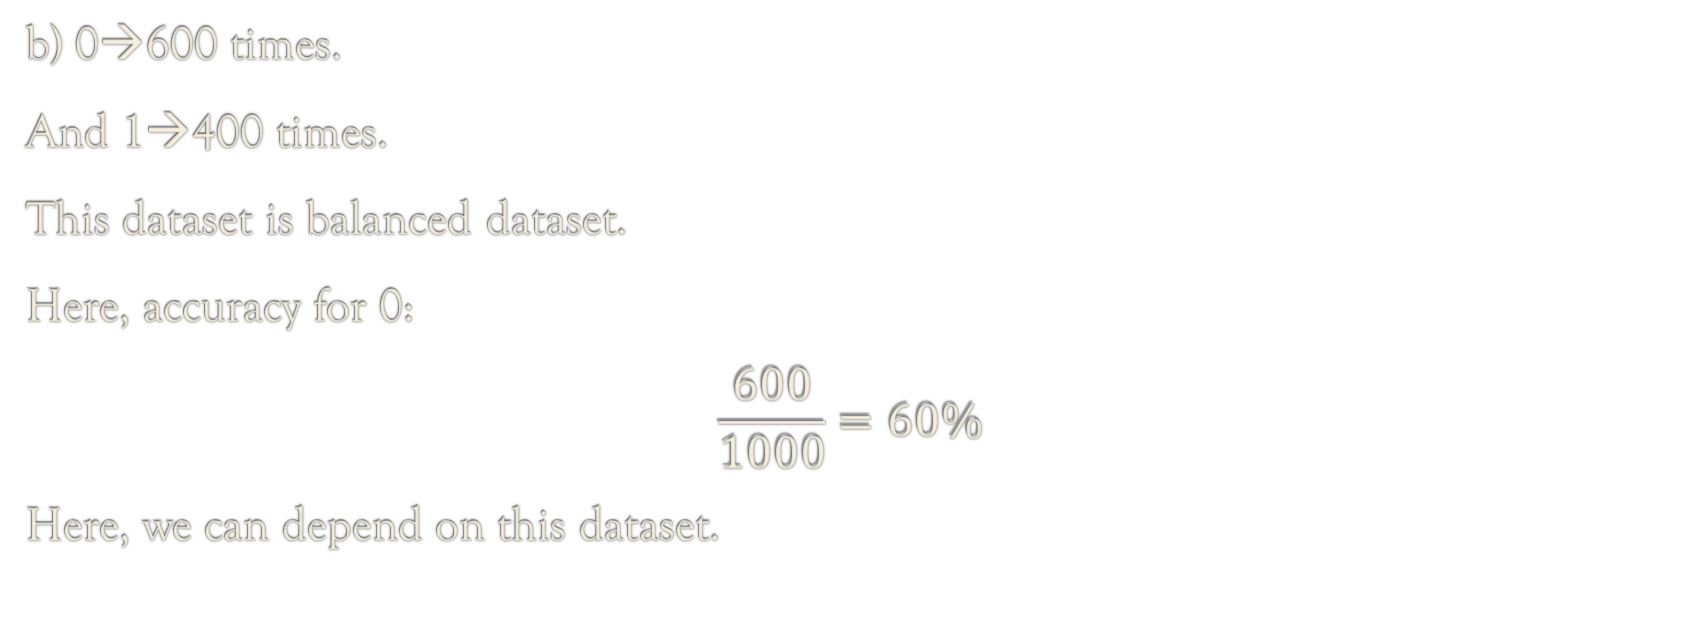 b) 0→600 times.
And 1→400 times.
This dataset is balanced dataset.
Here, accuracy for 0:
600
1000
= 60%
Here, we can depend on this dataset.